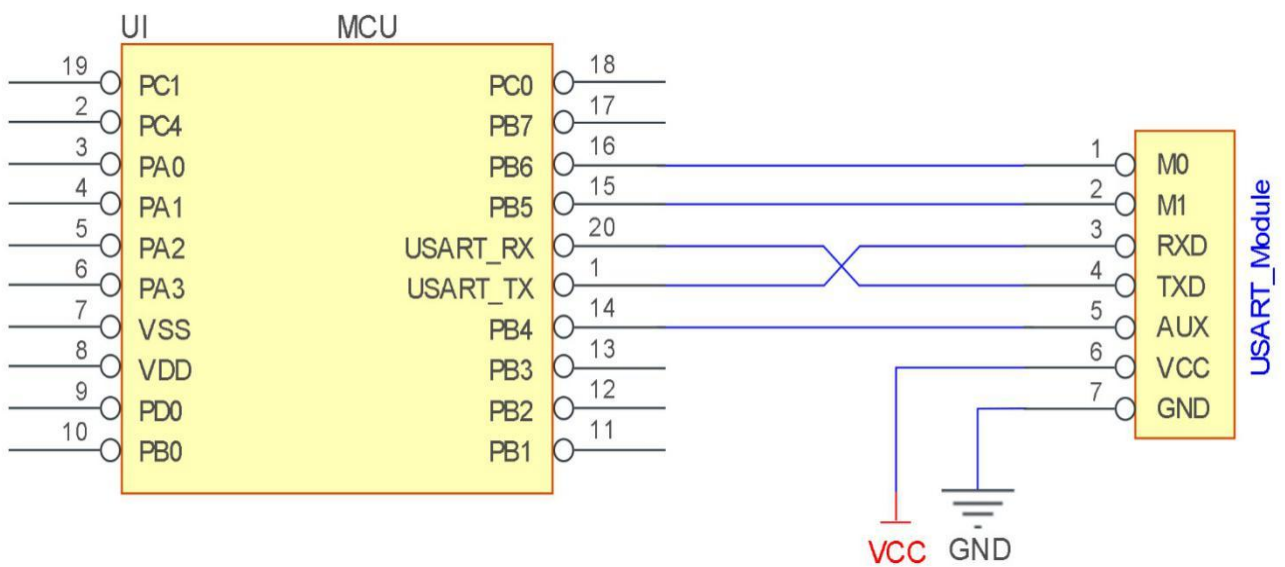 UI MCU
19 PC1 PC0 18
2 PC4 PB7 17
3 PA0 PB6 16 1 M0
4 PA1 PB5 15 2 M1
5 PA2 USART_RX 20 3 RXD
6 PA3 USART_TX 1 4 TXD
7 VSS PB4 14 5 AUX
8 VDD PB3 13 6 VCC
9 PD0 PB2 12 7 GND
10 PB0 PB1 11
USART_Module
VCC GND